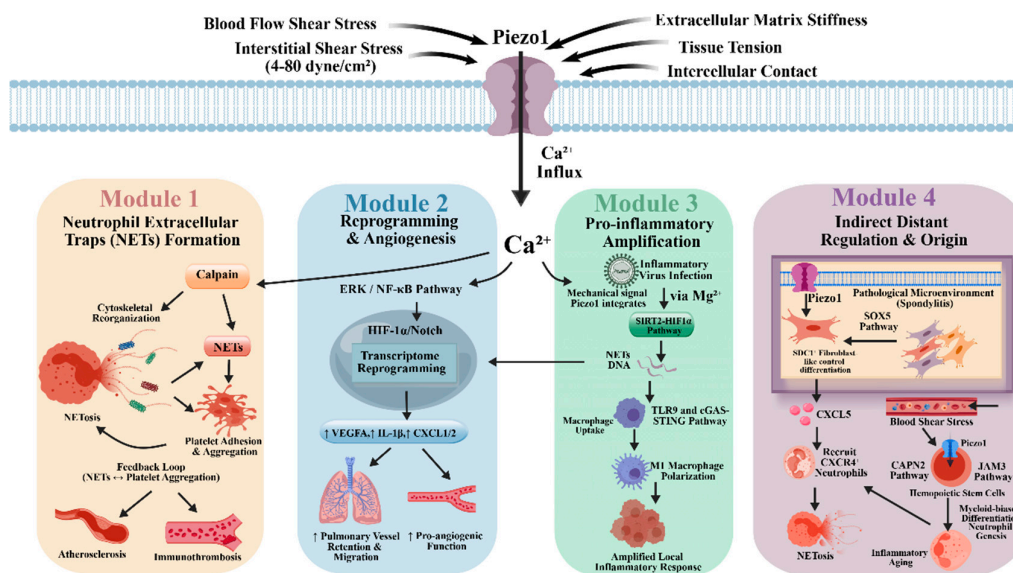 Blood Flow Shear Stress
Interstitial Shear Stress
(4-80 dyne/cm²)
Piezo1
Extracellular Matrix Stiffness
Tissue Tension
Intercellular Contact
Ca²⁺
Influx
Ca²⁺
Module 1
Neutrophil Extracellular
Traps (NETs) Formation
Calpain
Cytoskeletal
Reorganization
NETs
NETosis
Platelet Adhesion
& Aggregation
Feedback Loop
(NETs ↔ Platelet Aggregation)
Atherosclerosis
Immunothrombosis
Module 2
Reprogramming
& Angiogenesis
ERK / NF-κB Pathway
HIF-1α/Notch
Transcriptome
Reprogramming
↑ VEGFA,↑ IL-1β,↑ CXCL1/2
↑ Pulmonary Vessel
Retention &
Migration
↑ Pro-angiogenic
Function
Module 3
Pro-inflammatory
Amplification
Inflammatory
Virus Infection
Mechanical signal
Piezo1 integrates
via Mg²⁺
SIRT2-HIF1α
Pathway
NETs
DNA
Macrophage
Uptake
TLR9 and cGAS-
STING Pathway
M1 Macrophage
Polarization
Amplified Local
Inflammatory Response
Module 4
Indirect Distant
Regulation & Origin
Piezo1
Pathological Microenvironment
(Spondylitis)
SOX5
Pathway
SDC1⁻ Fibroblast
like control
differentiation
CXCL5
Blood Shear Stress
Recruit
CXCR4⁻
Neutrophils
Piezo1
CAPN2
Pathway
JAM3
Pathway
Hemopoietic Stem Cells
Myeloid-biase
Differentiation
Neutrophil
Genesis
NETosis
Inflammatory
Aging